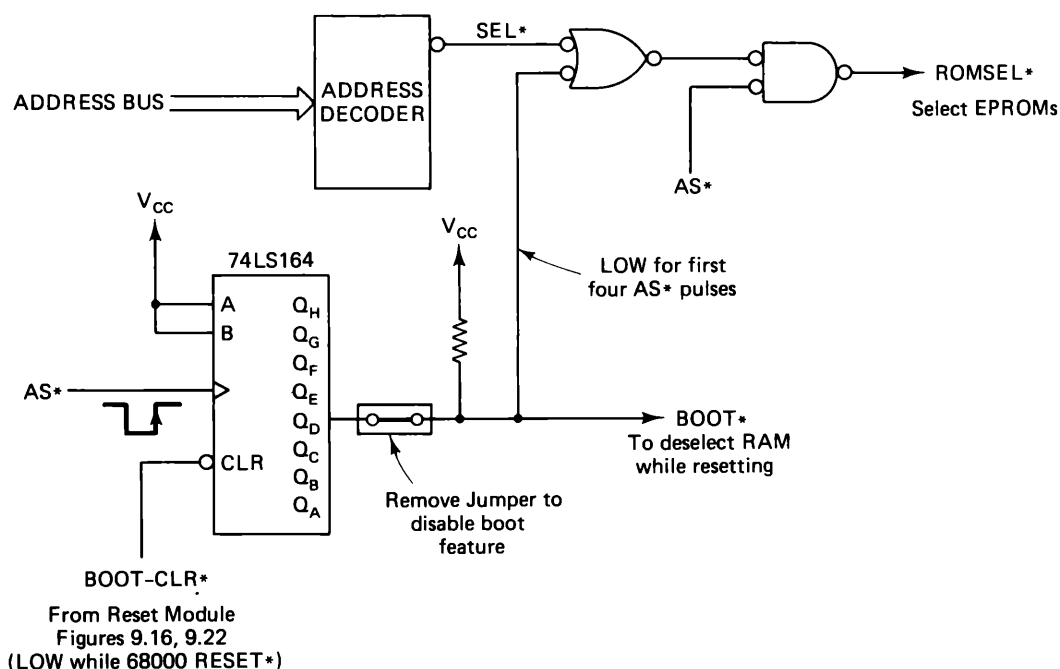 SEL*
ADDRESS BUS
ADDRESS
DECODER
ROMSEL*
Select EPROMs
AS*
VCC
VCC
74LS164
LOW for first
four AS* pulses
A
B
QH
QG
QF
QE
QD
QC
QB
QA
AS*
CLR
BOOT*
To deselect RAM
while resetting
Remove Jumper to
disable boot
feature
BOOT-CLR*
From Reset Module
Figures 9.16, 9.22
(LOW while 68000 RESET*)